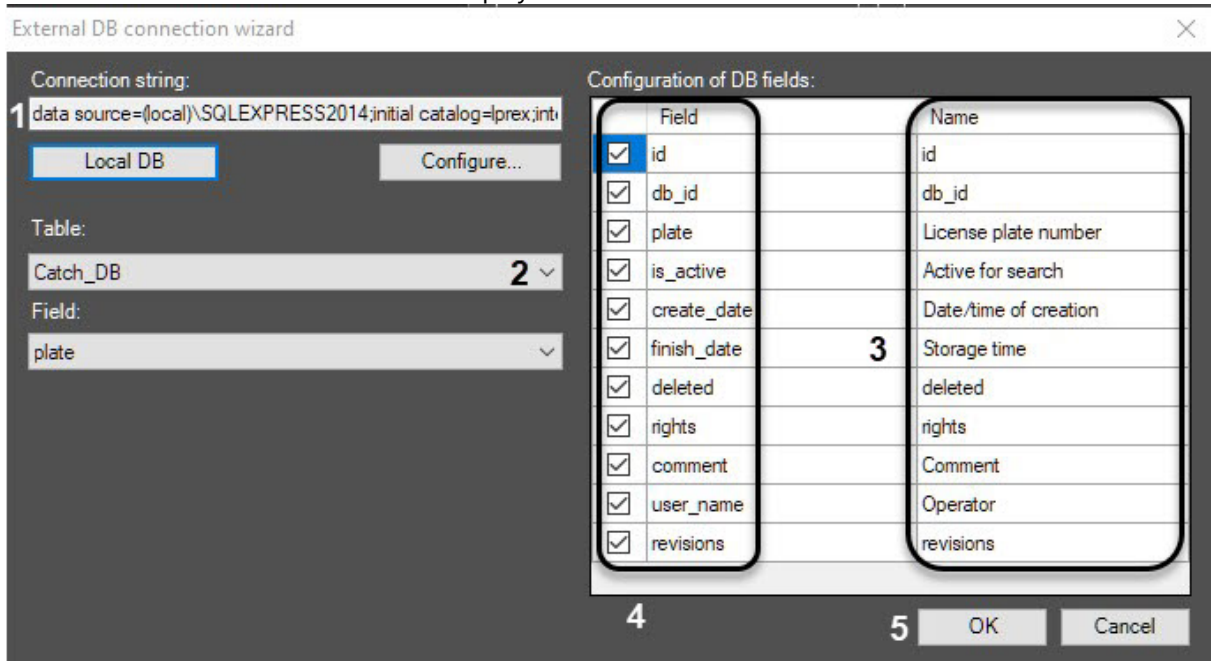 External DB connection wizard
Connection string:
1 data source=(local)\SQLEXPRESS2014;initial catalog=lprex;inte
Local DB Configure...
Table:
Catch_DB 2
Field:
plate
Configuration of DB fields:
Field Name
id id
db_id db_id
plate License plate number
is_active Active for search
create_date Date/time of creation
finish_date 3 Storage time
deleted deleted
rights rights
comment Comment
user_name Operator
revisions revisions
4
5 OK Cancel